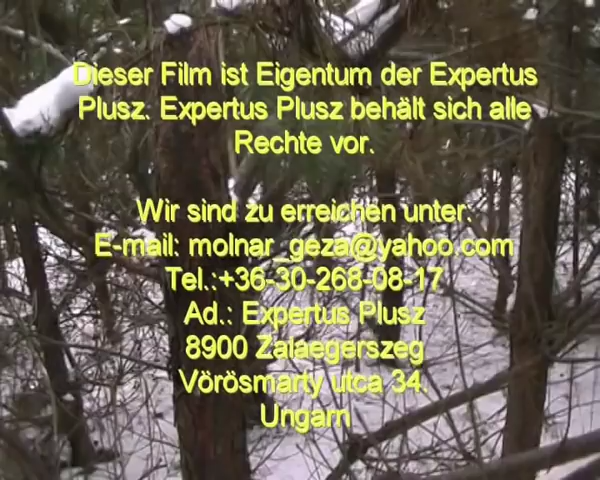 Dieser Film ist Eigentum der Expertus
Plusz. Expertus Plusz behält sich alle
Rechte vor.
Wir sind zu erreichen unter:
E-mail: molnar_geza@yahoo.com
Tel.:+36-30-268-08-17
Ad.: Expertus Plusz
8900 Zalaegerszeg
Vörösmarty utca 34.
Ungarn